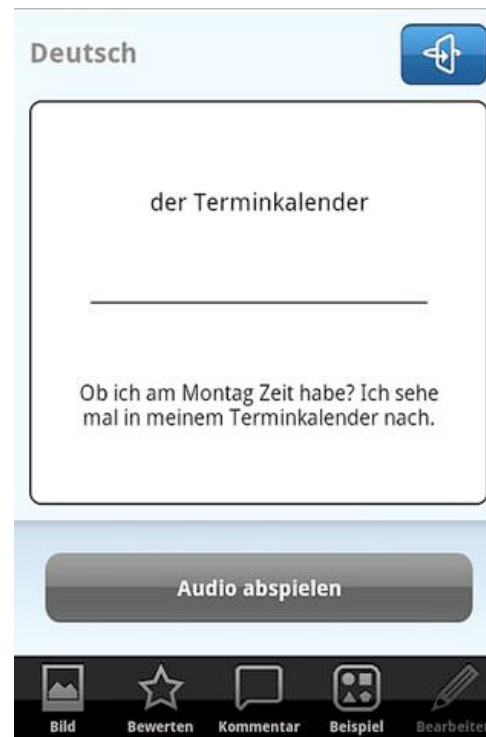 Deutsch
der Terminkalender
Ob ich am Montag Zeit habe? Ich sehe
mal in meinem Terminkalender nach.
Audio abspielen
Bild Bewerten Kommentar Beispiel Bearbeiten